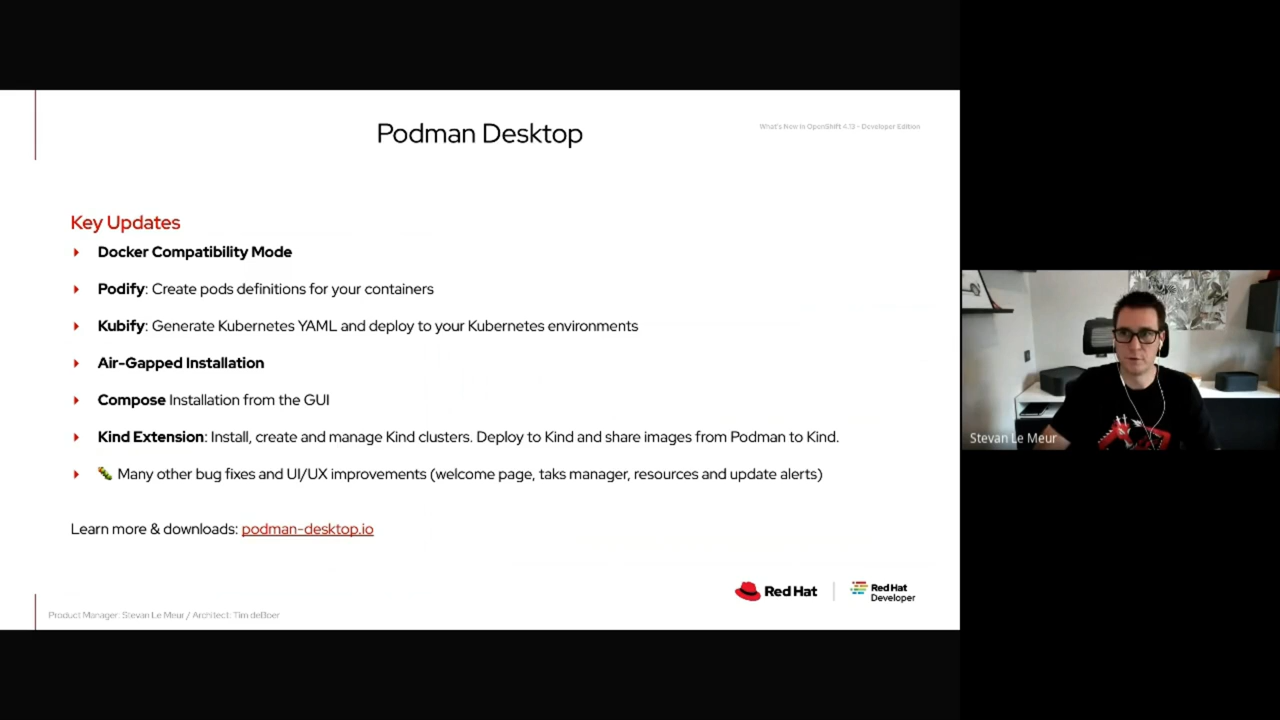 Podman Desktop
What's New in OpenShift 4.13 - Developer Edition
Key Updates
Docker Compatibility Mode
Podify: Create pods definitions for your containers
Kubify: Generate Kubernetes YAML and deploy to your Kubernetes environments
Air-Gapped Installation
Compose Installation from the GUI
Kind Extension: Install, create and manage Kind clusters. Deploy to Kind and share images from Podman to Kind.
🐛 Many other bug fixes and UI/UX improvements (welcome page, taks manager, resources and update alerts)
Learn more & downloads: podman-desktop.io
Red Hat
Red Hat
Developer
Product Manager: Stevan Le Meur / Architect: Tim deBoer
Stevan Le Meur